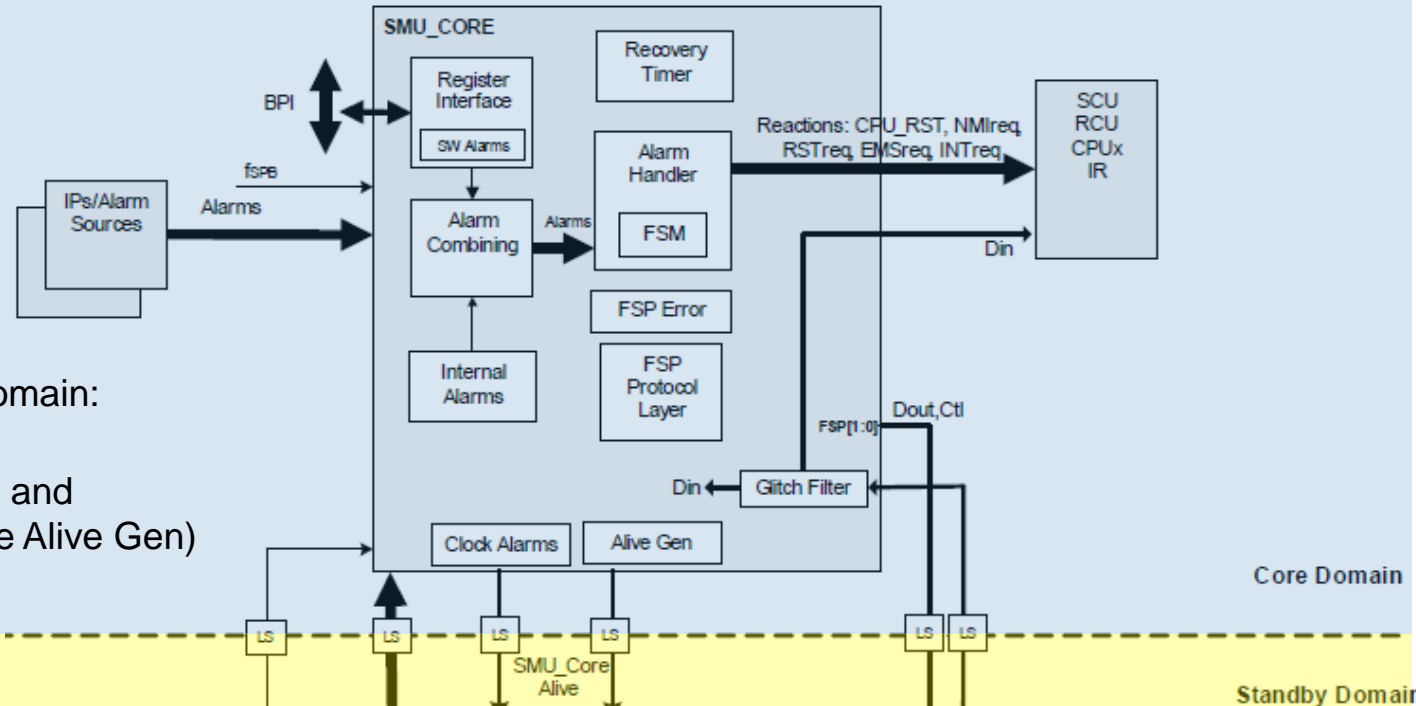 SMU_CORE
Recovery
Timer
Register
Interface
SW Alarms
BPI
fSPB
IPs/Alarm
Sources
Alarms
Alarm
Combining
Alarms
Alarm
Handler
FSM
Reactions: CPU_RST, NMIreq,
RSTreq, EMSreq, INTreq
SCU
RCU
CPUx
IR
Din
FSP Error
Internal
Alarms
FSP
Protocol
Layer
omain:
Dout,Ctl
FSP[1:0]
and
Din
Glitch Filter
e Alive Gen)
Clock Alarms
Alive Gen
Core Domain
LS
LS
LS
LS
LS
LS
SMU_Core
Alive
Standby Domain